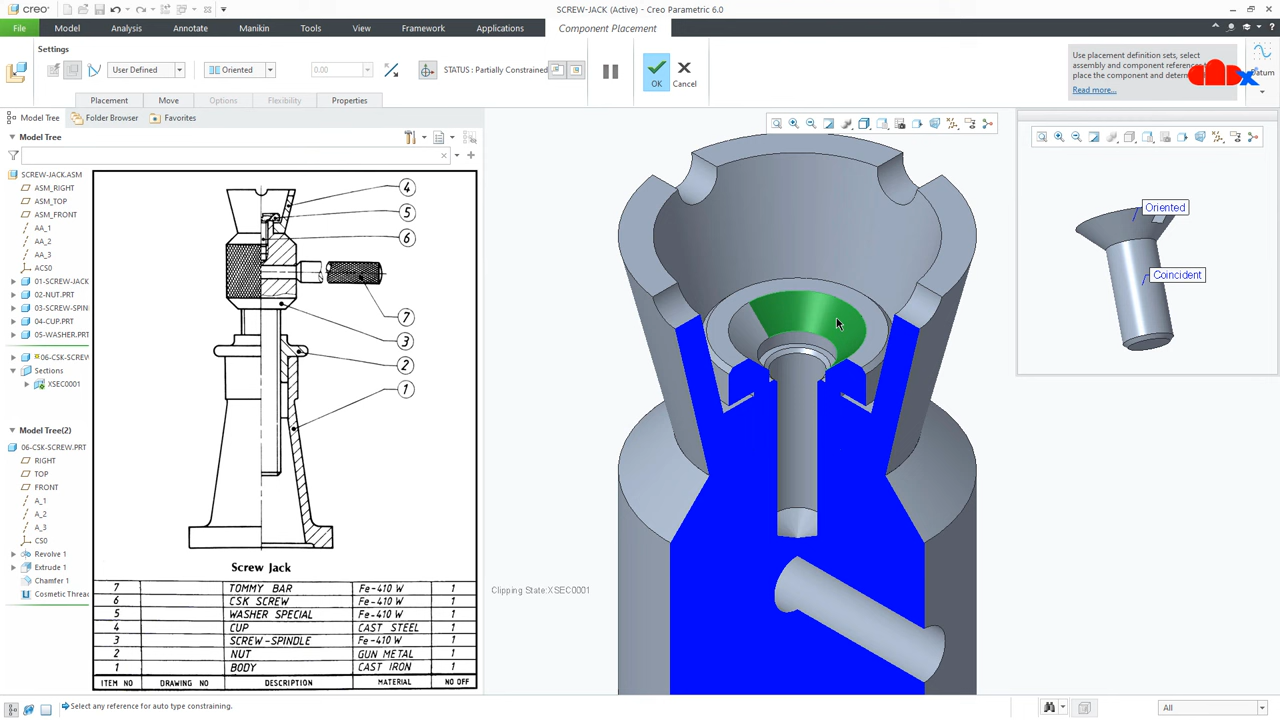 creo
SCREW-JACK (Active) - Creo Parametric 6.0
File
Model
Analysis
Annotate
Manikin
Tools
View
Framework
Applications
Component Placement
Settings
User Defined
Oriented
0.00
STATUS : Partially Constrained
OK
Cancel
Placement
Move
Options
Flexibility
Properties
Use placement definition sets, select
assembly and component references
Read more...
Datum
Model Tree
Folder Browser
Favorites
Model Tree
SCREW-JACK.ASM
ASM_RIGHT
ASM_TOP
ASM_FRONT
AA_1
AA_2
AA_3
ACS0
01-SCREW-JACK
02-NUT.PRT
03-SCREW-SPIN
04-CUP.PRT
05-WASHER.PRT
06-CSK-SCREW
Sections
XSEC0001
Model Tree(2)
06-CSK-SCREW.PRT
RIGHT
TOP
FRONT
A_1
A_2
A_3
CS0
Revolve 1
Extrude 1
Chamfer 1
Cosmetic Threa
4
5
6
7
3
2
1
Screw Jack
7 TOMMY BAR Fe-410 W 1
6 CSK SCREW Fe-410 W 1
5 WASHER SPECIAL Fe-410 W 1
4 CUP CAST STEEL 1
3 SCREW-SPINDLE Fe-410 W 1
2 NUT GUN METAL 1
1 BODY CAST IRON 1
ITEM NO DRAWING NO DESCRIPTION MATERIAL NO OFF
Clipping State:XSEC0001
Oriented
Coincident
Select any reference for auto type constraining.
All